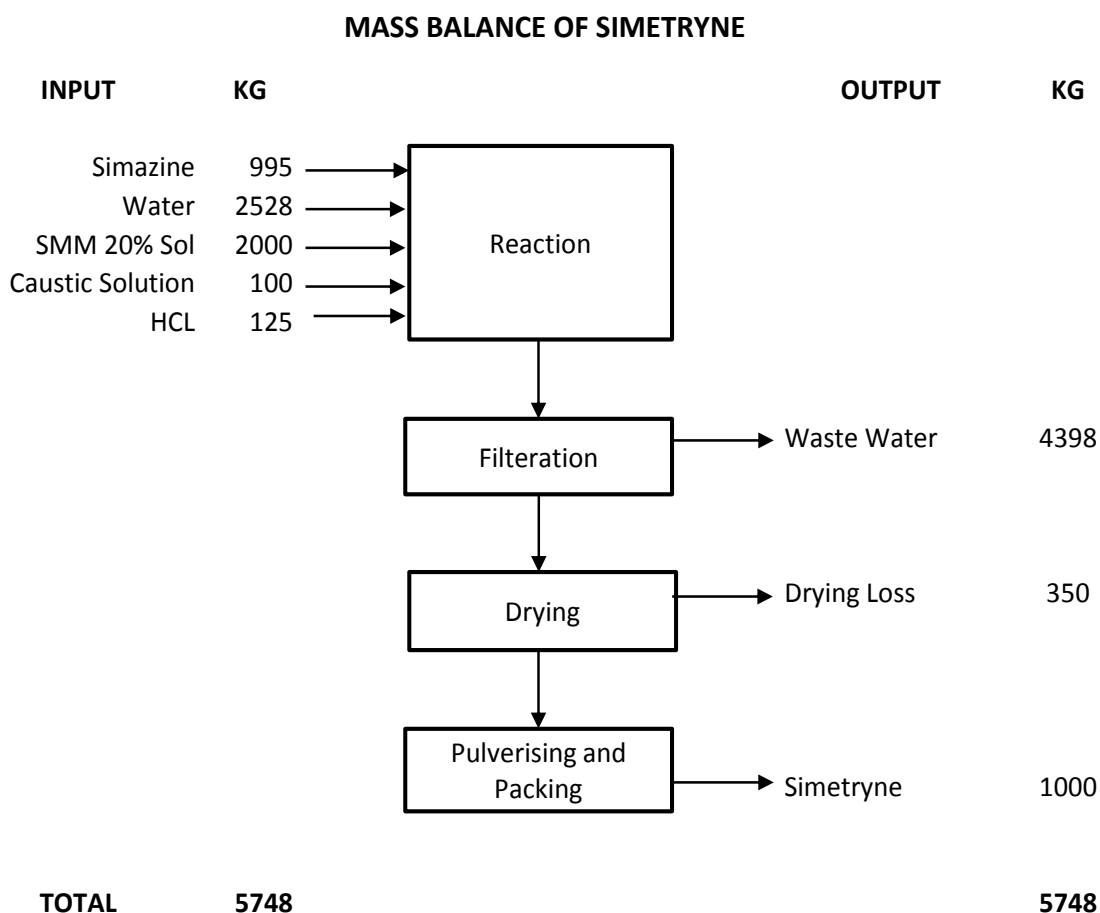 MASS BALANCE OF SIMETRYNE
INPUT KG OUTPUT KG
Simazine 995
Water 2528
SMM 20% Sol 2000
Caustic Solution 100
HCL 125
Reaction
Filteration
Waste Water 4398
Drying
Drying Loss 350
Pulverising and
Packing
Simetryne 1000
TOTAL 5748 5748